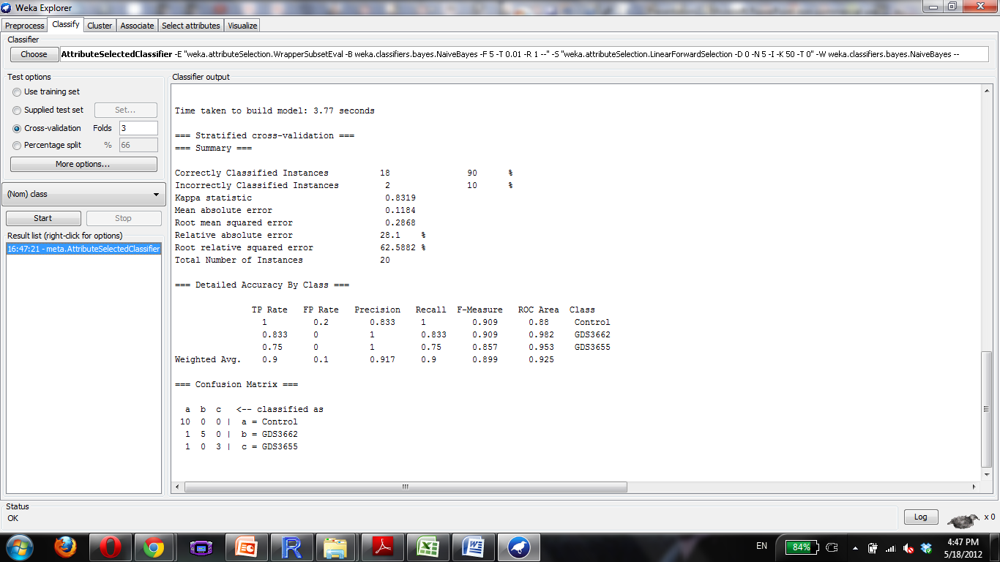 Weka Explorer
Preprocess Classify Cluster Associate Select attributes Visualize
Classifier
Choose AttributeSelectedClassifier -E "weka.attributeSelection.WrapperSubsetEval -B weka.classifiers.bayes.NaiveBayes -F 5 -T 0.01 -R 1 --" -S "weka.attributeSelection.LinearForwardSelection -D 0 -N 5 -I -K 50 -T 0" -W weka.classifiers.bayes.NaiveBayes --
Test options
Use training set
Supplied test set Set...
Cross-validation Folds 3
Percentage split % 66
More options...
(Nom) class
Start Stop
Result list (right-click for options)
16:47:21 - meta.AttributeSelectedClassifier
Classifier output
Time taken to build model: 3.77 seconds
=== Stratified cross-validation ===
=== Summary ===
Correctly Classified Instances 18 90 %
Incorrectly Classified Instances 2 10 %
Kappa statistic 0.8319
Mean absolute error 0.1184
Root mean squared error 0.2868
Relative absolute error 28.1 %
Root relative squared error 62.5882 %
Total Number of Instances 20
=== Detailed Accuracy By Class ===
TP Rate FP Rate Precision Recall F-Measure ROC Area Class
1 0.2 0.833 1 0.909 0.88 Control
0.833 0 1 0.833 0.909 0.982 GDS3662
0.75 0 1 0.75 0.857 0.953 GDS3655
Weighted Avg. 0.9 0.1 0.917 0.9 0.899 0.925
=== Confusion Matrix ===
a b c <-- classified as
10 0 0 | a = Control
1 5 0 | b = GDS3662
1 0 3 | c = GDS3655
Status
OK
Log x 0
EN 84% 4:47 PM
5/18/2012